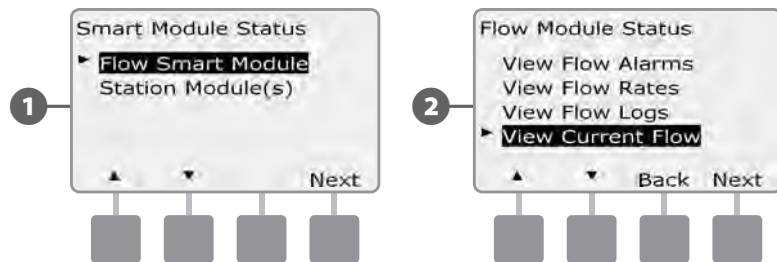 1
Smart Module Status
Flow Smart Module
Station Module(s)
Next
2
Flow Module Status
View Flow Alarms
View Flow Rates
View Flow Logs
View Current Flow
Back Next